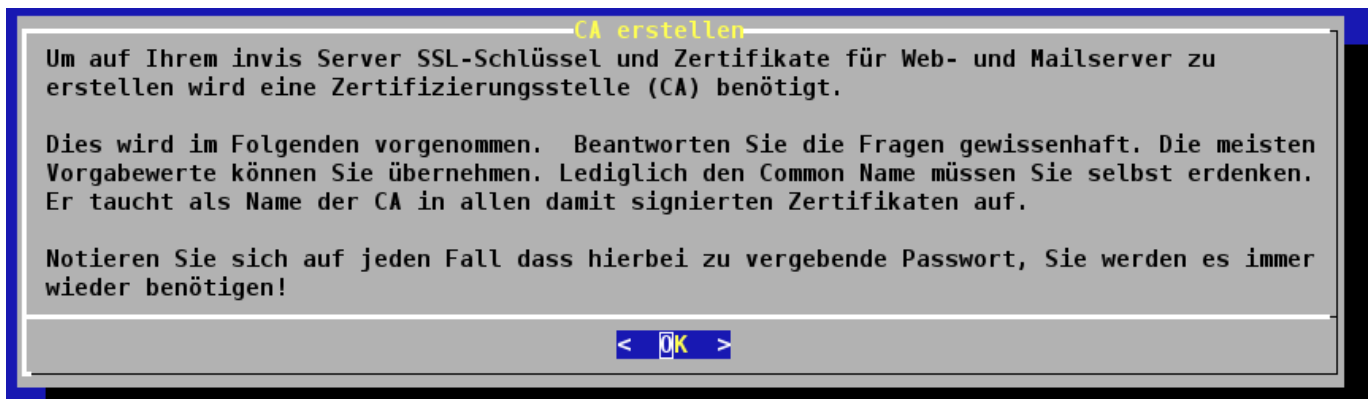 CA erstellen
Um auf Ihrem invis Server SSL-Schlüssel und Zertifikate für Web- und Mailserver zu
erstellen wird eine Zertifizierungsstelle (CA) benötigt.
Dies wird im Folgenden vorgenommen.  Beantworten Sie die Fragen gewissenhaft. Die meisten
Vorgabewerte können Sie übernehmen. Lediglich den Common Name müssen Sie selbst erdenken.
Er taucht als Name der CA in allen damit signierten Zertifikaten auf.
Notieren Sie sich auf jeden Fall dass hierbei zu vergebende Passwort, Sie werden es immer
wieder benötigen!
<  OK  >